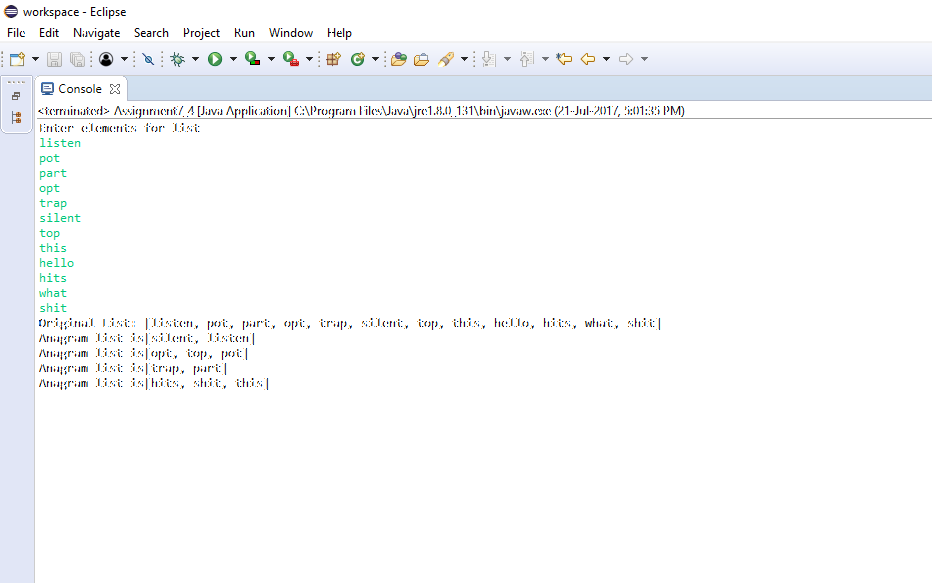 workspace - Eclipse
File Edit Navigate Search Project Run Window Help
Console
<terminated> Assignment7_4 [Java Application] C:\Program Files\Java\jre1.8.0_131\bin\javaw.exe (21-Jul-2017, 5:01:35 PM)
Enter elements for list
listen
pot
part
opt
trap
silent
top
this
hello
hits
what
shit
Original List: [listen, pot, part, opt, trap, silent, top, this, hello, hits, what, shit]
Anagram list is[silent, listen]
Anagram list is[opt, top, pot]
Anagram list is[trap, part]
Anagram list is[hits, shit, this]